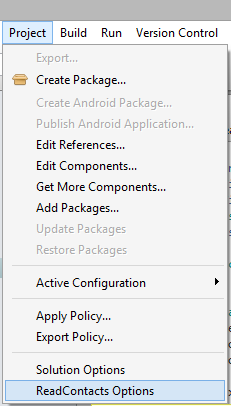 Project Build Run Version Control
Export...
Create Package...
Create Android Package...
Publish Android Application...
Edit References...
Edit Components...
Get More Components...
Add Packages...
Update Packages
Restore Packages
Active Configuration
Apply Policy...
Export Policy...
Solution Options
ReadContacts Options